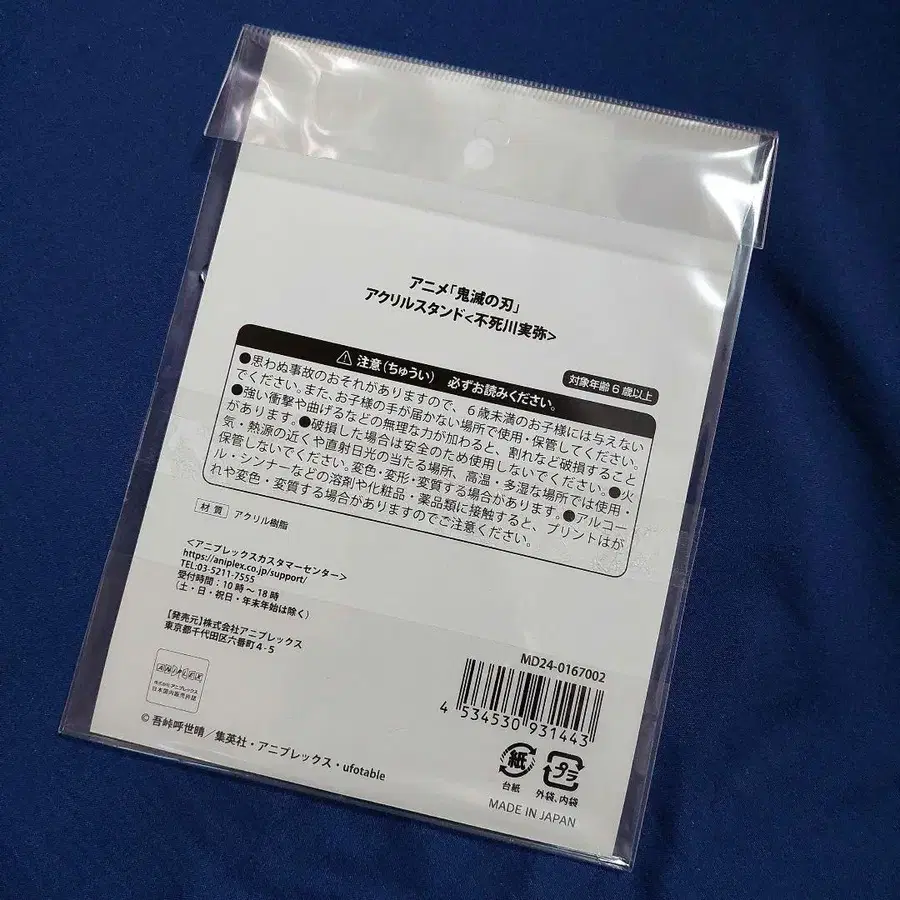 アニメ「鬼滅の刃」
アクリルスタンド<不死川実弥>
対象年齢6歳以上
注意(ちゅうい) 必ずお読みください。
●思わぬ事故のおそれがありますので、6歳未満のお子様には与えない
でください。また、お子様の手が届かない場所で使用・保管してください。
●強い衝撃や曲げるなどの無理な力が加わると、割れなど破損すること
があります。●破損した場合は安全のため使用しないでください。●火
気・熱源の近くや直射日光の当たる場所、高温・多湿な場所では使用・
保管しないでください。変色・変形・変質する場合があります。●アルコー
ル・シンナーなどの溶剤や化粧品・薬品類に接触すると、プリントはが
れや変色・変質する場合がありますのでご注意ください。
材質 アクリル樹脂
<アニプレックスカスタマーセンター>
https://aniplex.co.jp/support/
TEL:03-5211-7555
受付時間:10時〜18時
(土・日・祝日・年末年始は除く)
【発売元】株式会社アニプレックス
東京都千代田区六番町4-5
ANIPLEX
株式会社アニプレックス
日本国内販売許諾
© 吾峠呼世晴/集英社・アニプレックス・ufotable
MD24-0167002
4 534530 931443
紙
台紙
プラ
外袋、内袋
MADE IN JAPAN